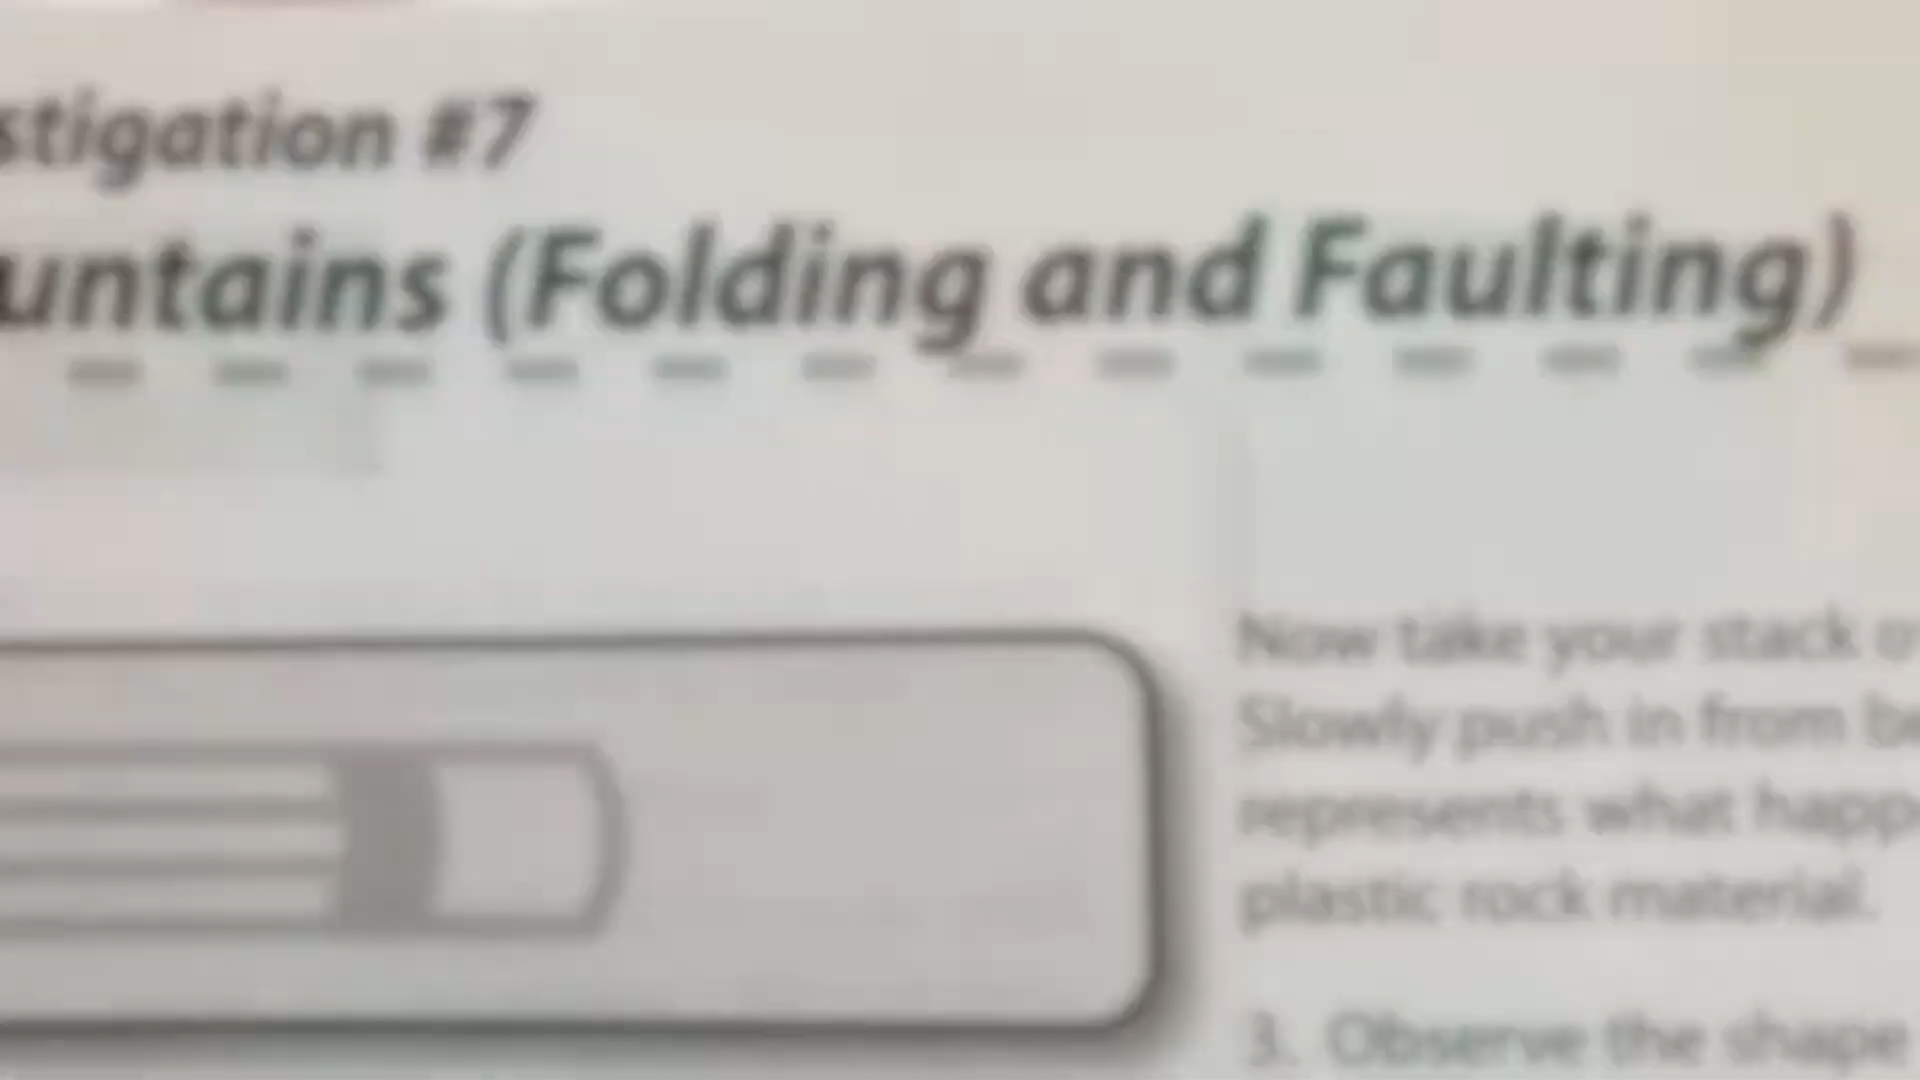 stigation #7
untains (Folding and Faulting)
Now take your stack o
Slowly push in from be
represents what happ
plastic rock material.
3. Observe the shape